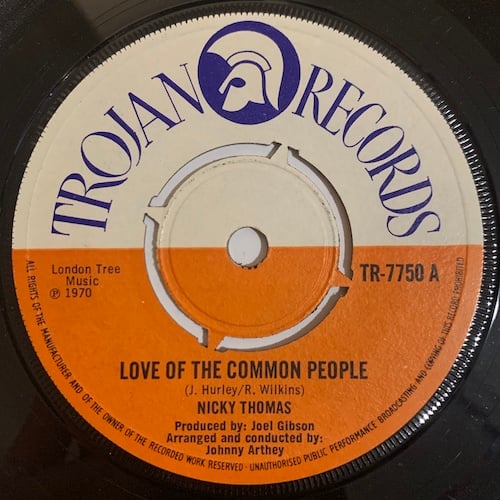 TROJAN RECORDS
London Tree
Music
℗ 1970
TR-7750 A
LOVE OF THE COMMON PEOPLE
(J. Hurley/R. Wilkins)
NICKY THOMAS
Produced by: Joel Gibson
Arranged and conducted by:
Johnny Arthey
ALL RIGHTS OF THE MANUFACTURER AND OF THE OWNER OF THE RECORDED WORK RESERVED · UNAUTHORISED PUBLIC PERFORMANCE BROADCASTING AND COPYING OF THIS RECORD PROHIBITED